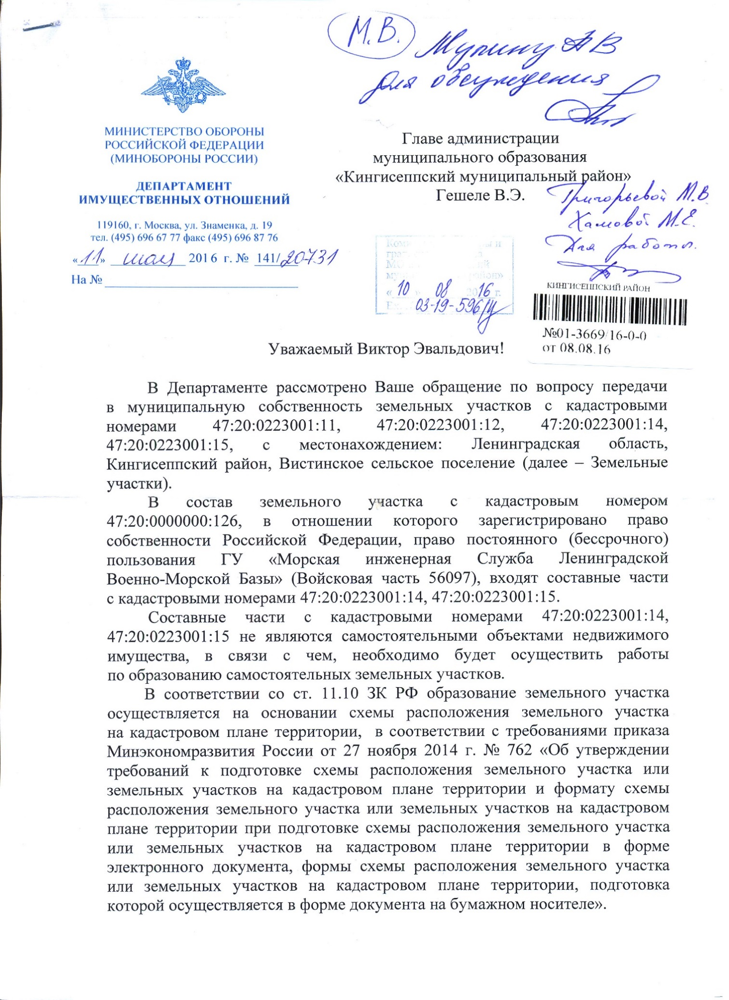 М.В.
Мурину АВ
для обсуждения
МИНИСТЕРСТВО ОБОРОНЫ
РОССИЙСКОЙ ФЕДЕРАЦИИ
(МИНОБОРОНЫ РОССИИ)
ДЕПАРТАМЕНТ
ИМУЩЕСТВЕННЫХ ОТНОШЕНИЙ
119160, г. Москва, ул. Знаменка, д. 19
тел. (495) 696 67 77 факс (495) 696 87 76
«11» 2016 г. № 141/20731
На №
Главе администрации
муниципального образования
«Кингисеппский муниципальный район»
Гешеле В.Э.
Григорьевой М.В.
Хамовой М.Е.
Для работы.
«10» 08 2016 г.
03-19-596/у
КИНГИСЕППСКИЙ РАЙОН
№01-3669/16-0-0
от 08.08.16
Уважаемый Виктор Эвальдович!
В Департаменте рассмотрено Ваше обращение по вопросу передачи
в муниципальную собственность земельных участков с кадастровыми
номерами 47:20:0223001:11, 47:20:0223001:12, 47:20:0223001:14,
47:20:0223001:15, с местонахождением: Ленинградская область,
Кингисеппский район, Вистинское сельское поселение (далее – Земельные
участки).
В состав земельного участка с кадастровым номером
47:20:0000000:126, в отношении которого зарегистрировано право
собственности Российской Федерации, право постоянного (бессрочного)
пользования ГУ «Морская инженерная Служба Ленинградской
Военно-Морской Базы» (Войсковая часть 56097), входят составные части
с кадастровыми номерами 47:20:0223001:14, 47:20:0223001:15.
Составные части с кадастровыми номерами 47:20:0223001:14,
47:20:0223001:15 не являются самостоятельными объектами недвижимого
имущества, в связи с чем, необходимо будет осуществить работы
по образованию самостоятельных земельных участков.
В соответствии со ст. 11.10 ЗК РФ образование земельного участка
осуществляется на основании схемы расположения земельного участка
на кадастровом плане территории, в соответствии с требованиями приказа
Минэкономразвития России от 27 ноября 2014 г. № 762 «Об утверждении
требований к подготовке схемы расположения земельного участка или
земельных участков на кадастровом плане территории и формату схемы
расположения земельного участка или земельных участков на кадастровом
плане территории при подготовке схемы расположения земельного участка
или земельных участков на кадастровом плане территории в форме
электронного документа, формы схемы расположения земельного участка
или земельных участков на кадастровом плане территории, подготовка
которой осуществляется в форме документа на бумажном носителе».